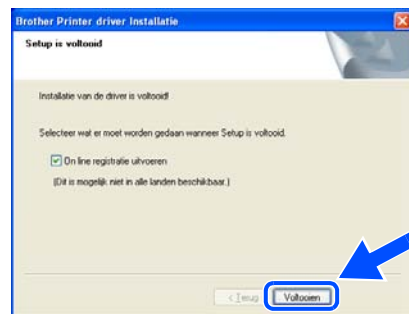 Brother Printer driver Installatie
Setup is voltooid
Installatie van de driver is voltooid!
Selecteer wat er moet worden gedaan wanneer Setup is voltooid.
On line registratie uitvoeren
(Dit is mogelijk niet in alle landen beschikbaar.)
< Terug Voltooien